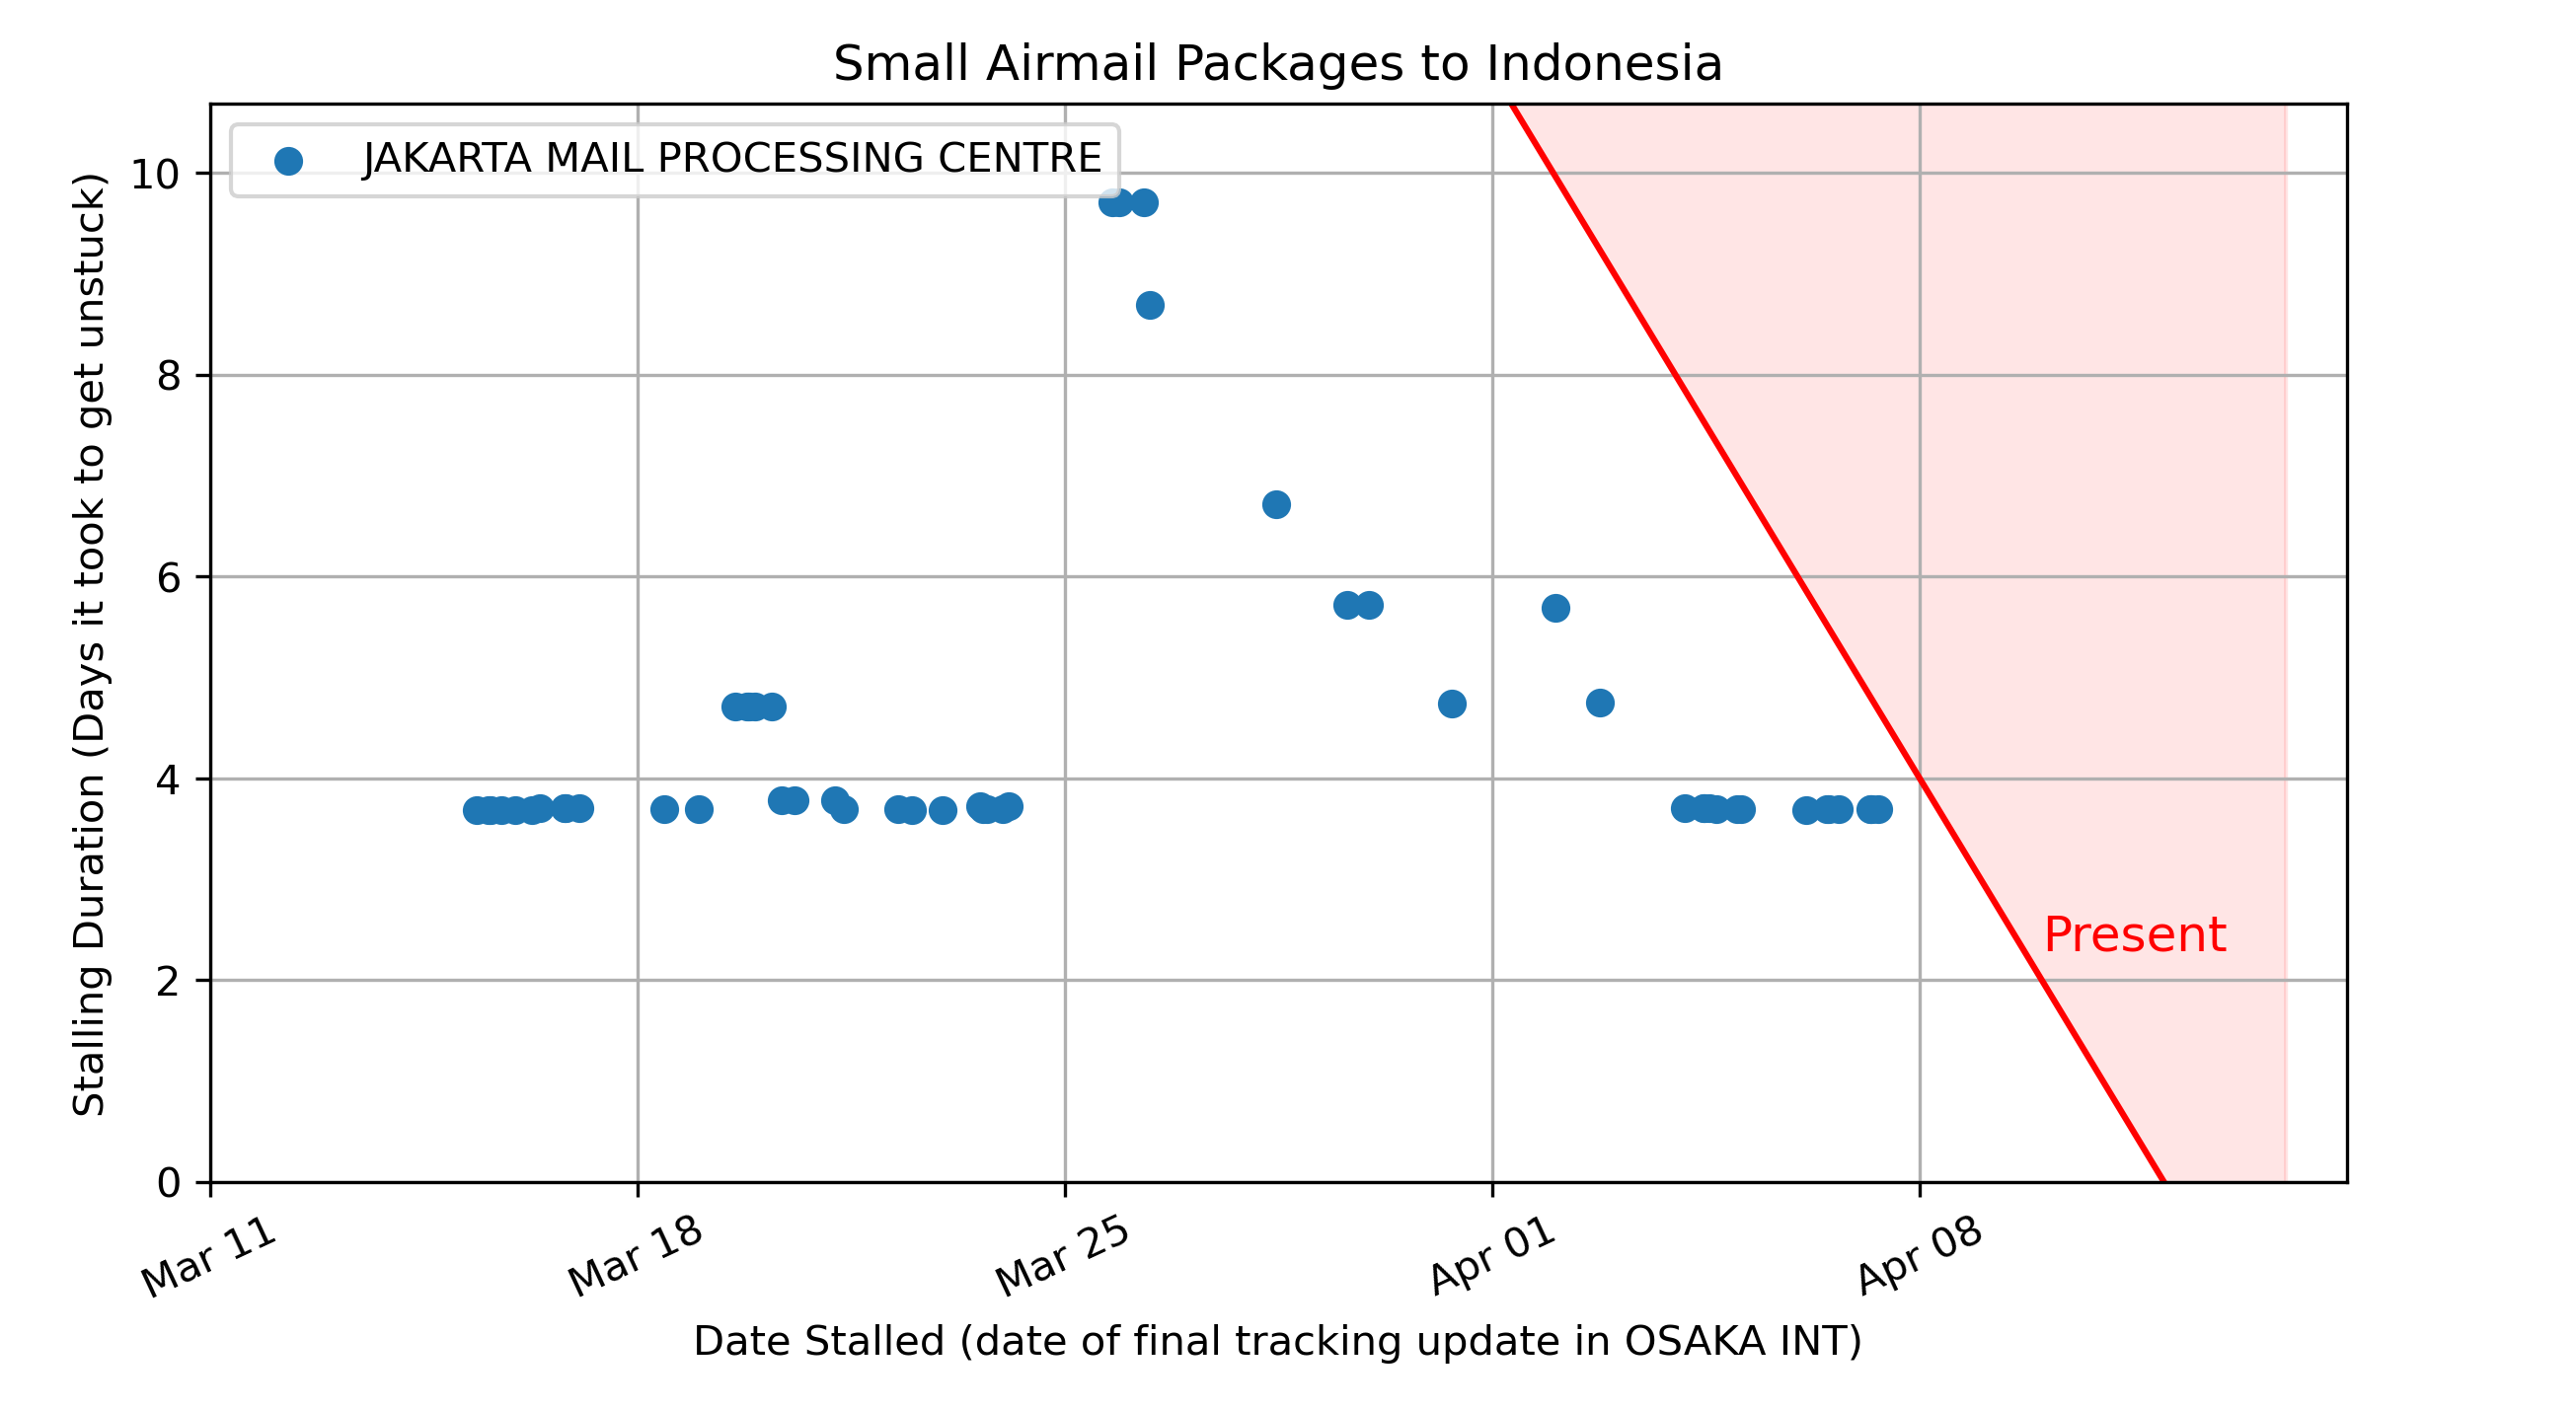 Small Airmail Packages to Indonesia
JAKARTA MAIL PROCESSING CENTRE
Stalling Duration (Days it took to get unstuck)
10
8
6
4
2
0
Present
Mar 11
Mar 18
Mar 25
Apr 01
Apr 08
Date Stalled (date of final tracking update in OSAKA INT)